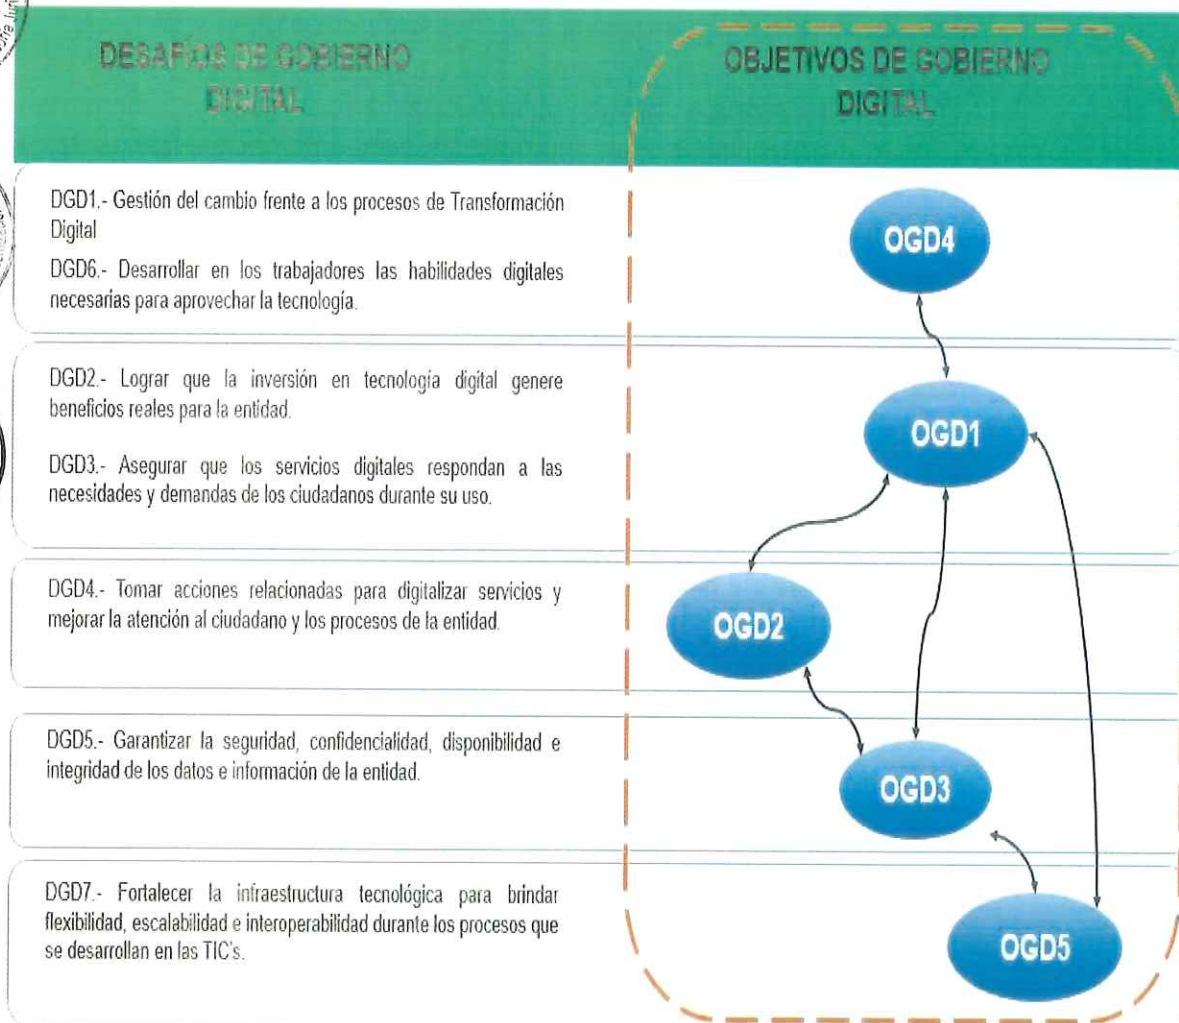 DESAFÍOS DE GOBIERNO
DIGITAL
OBJETIVOS DE GOBIERNO
DIGITAL
DGD1.- Gestión del cambio frente a los procesos de Transformación
Digital
DGD6.- Desarrollar en los trabajadores las habilidades digitales
necesarias para aprovechar la tecnología.
OGD4
DGD2.- Lograr que la inversión en tecnología digital genere
beneficios reales para la entidad.
DGD3.- Asegurar que los servicios digitales respondan a las
necesidades y demandas de los ciudadanos durante su uso.
OGD1
DGD4.- Tomar acciones relacionadas para digitalizar servicios y
mejorar la atención al ciudadano y los procesos de la entidad.
OGD2
DGD5.- Garantizar la seguridad, confidencialidad, disponibilidad e
integridad de los datos e información de la entidad.
OGD3
DGD7.- Fortalecer la infraestructura tecnológica para brindar
flexibilidad, escalabilidad e interoperabilidad durante los procesos que
se desarrollan en las TIC's.
OGD5